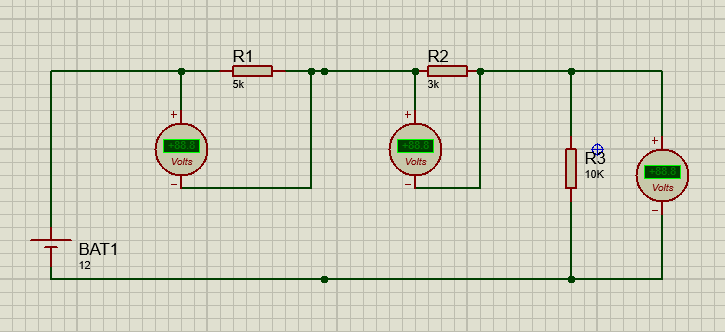 R1
5k
R2
3k
+
+88.8
Volts
−
+
+88.8
Volts
−
R3
10K
+
+88.8
Volts
−
BAT1
12